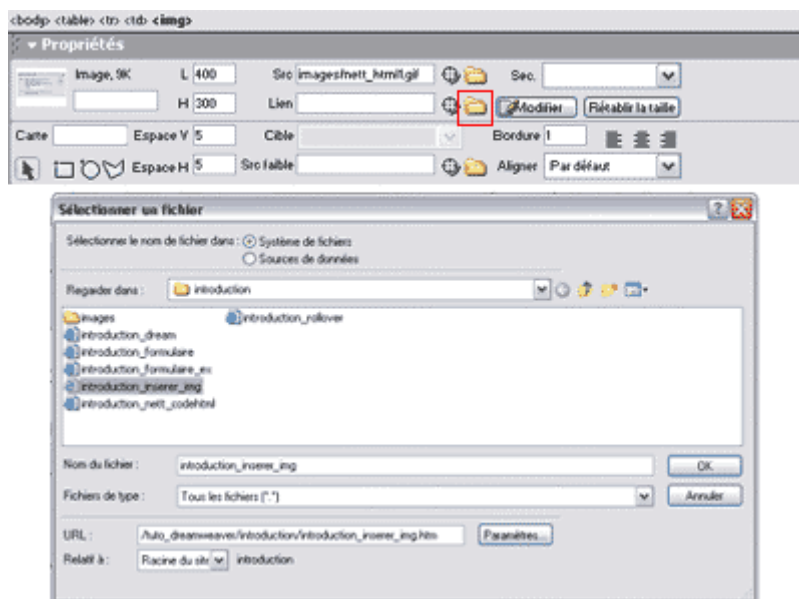 <body> <table> <tr> <td> <img>
Propriétés
Image, 9K L 400 Src images/nett_html1.gif Sec.
H 300 Lien Modifier Rétablir la taille
Carte Espace V 5 Cible Bordure 1
Espace H 5 Src faible Aligner Par défaut
Sélectionner un fichier
Sélectionner le nom de fichier dans : Système de fichiers
Sources de données
Regarder dans : introduction
images introduction_rollover
introduction_dream
introduction_formulaire
introduction_formulaire_ex
introduction_inserer_img
introduction_nett_codehtml
Nom du fichier : introduction_inserer_img OK
Fichiers de type : Tous les fichiers (*.*) Annuler
URL : /tuto_dreamweaver/introduction/introduction_inserer_img.htm Paramètres...
Relatif à : Racine du site introduction